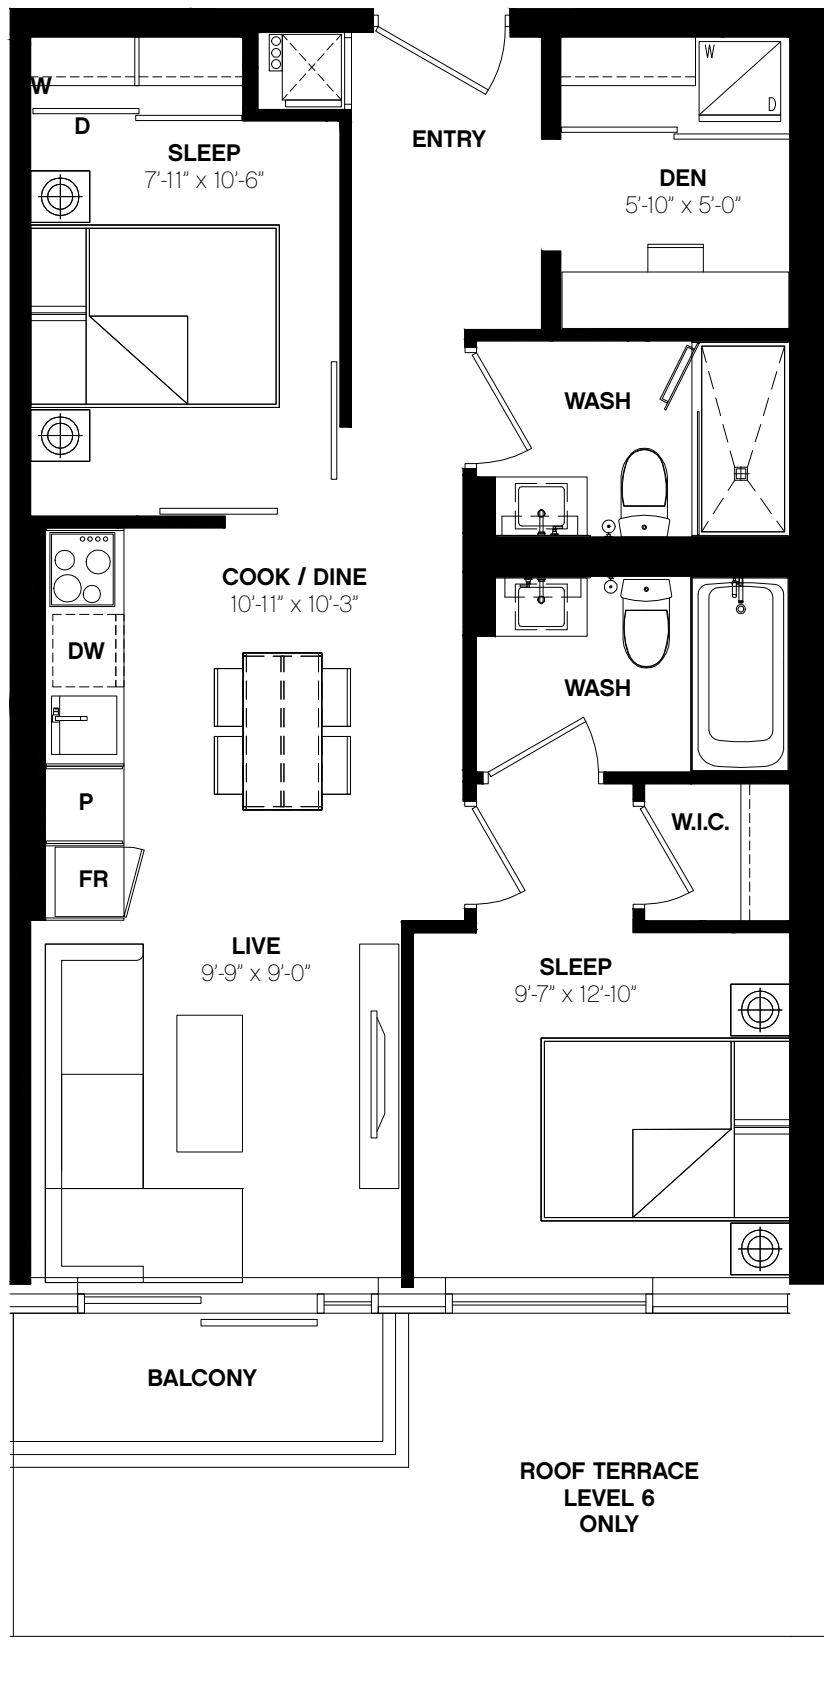 W
D
SLEEP
7'-11" x 10'-6"
ENTRY
W
D
DEN
5'-10" x 5'-0"
WASH
COOK / DINE
10'-11" x 10'-3"
DW
WASH
P
W.I.C.
FR
LIVE
9'-9" x 9'-0"
SLEEP
9'-7" x 12'-10"
BALCONY
ROOF TERRACE
LEVEL 6
ONLY